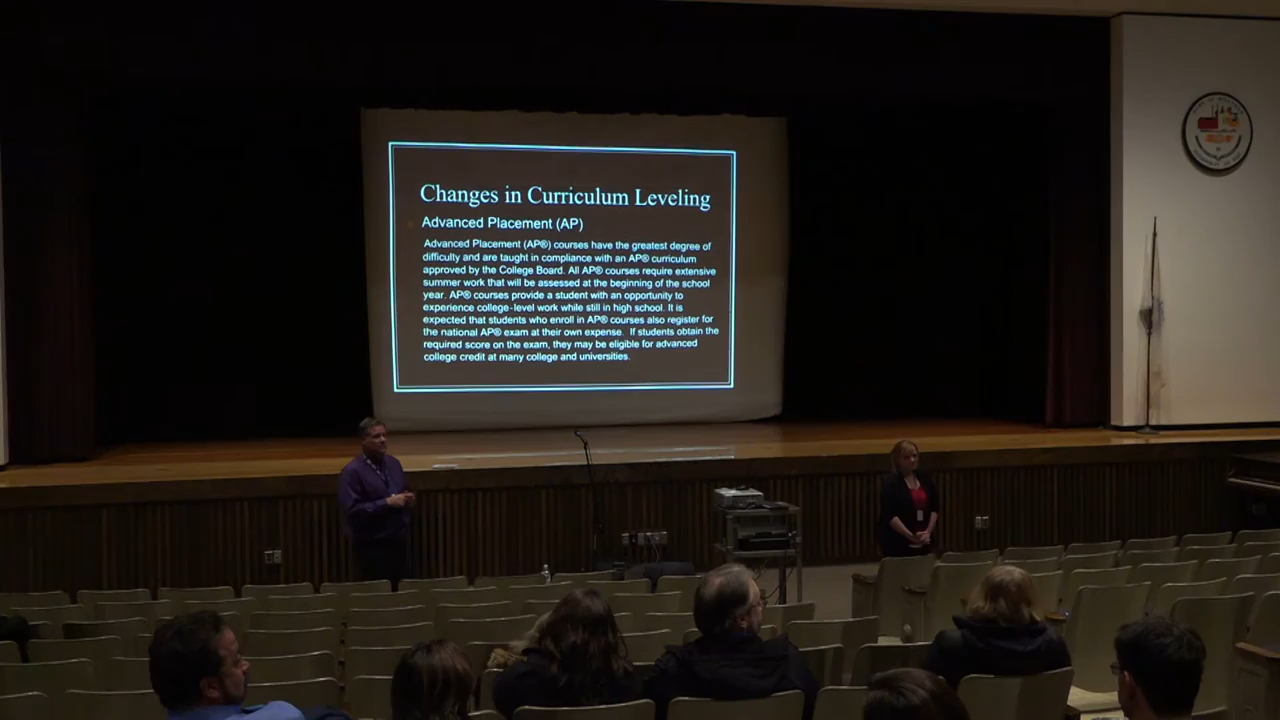 Changes in Curriculum Leveling
Advanced Placement (AP)
Advanced Placement (AP®) courses have the greatest degree of
difficulty and are taught in compliance with an AP® curriculum
approved by the College Board. All AP® courses require extensive
summer work that will be assessed at the beginning of the school
year. AP® courses provide a student with an opportunity to
experience college-level work while still in high school. It is
expected that students who enroll in AP® courses also register for
the national AP® exam at their own expense. If students obtain the
required score on the exam, they may be eligible for advanced
college credit at many college and universities.